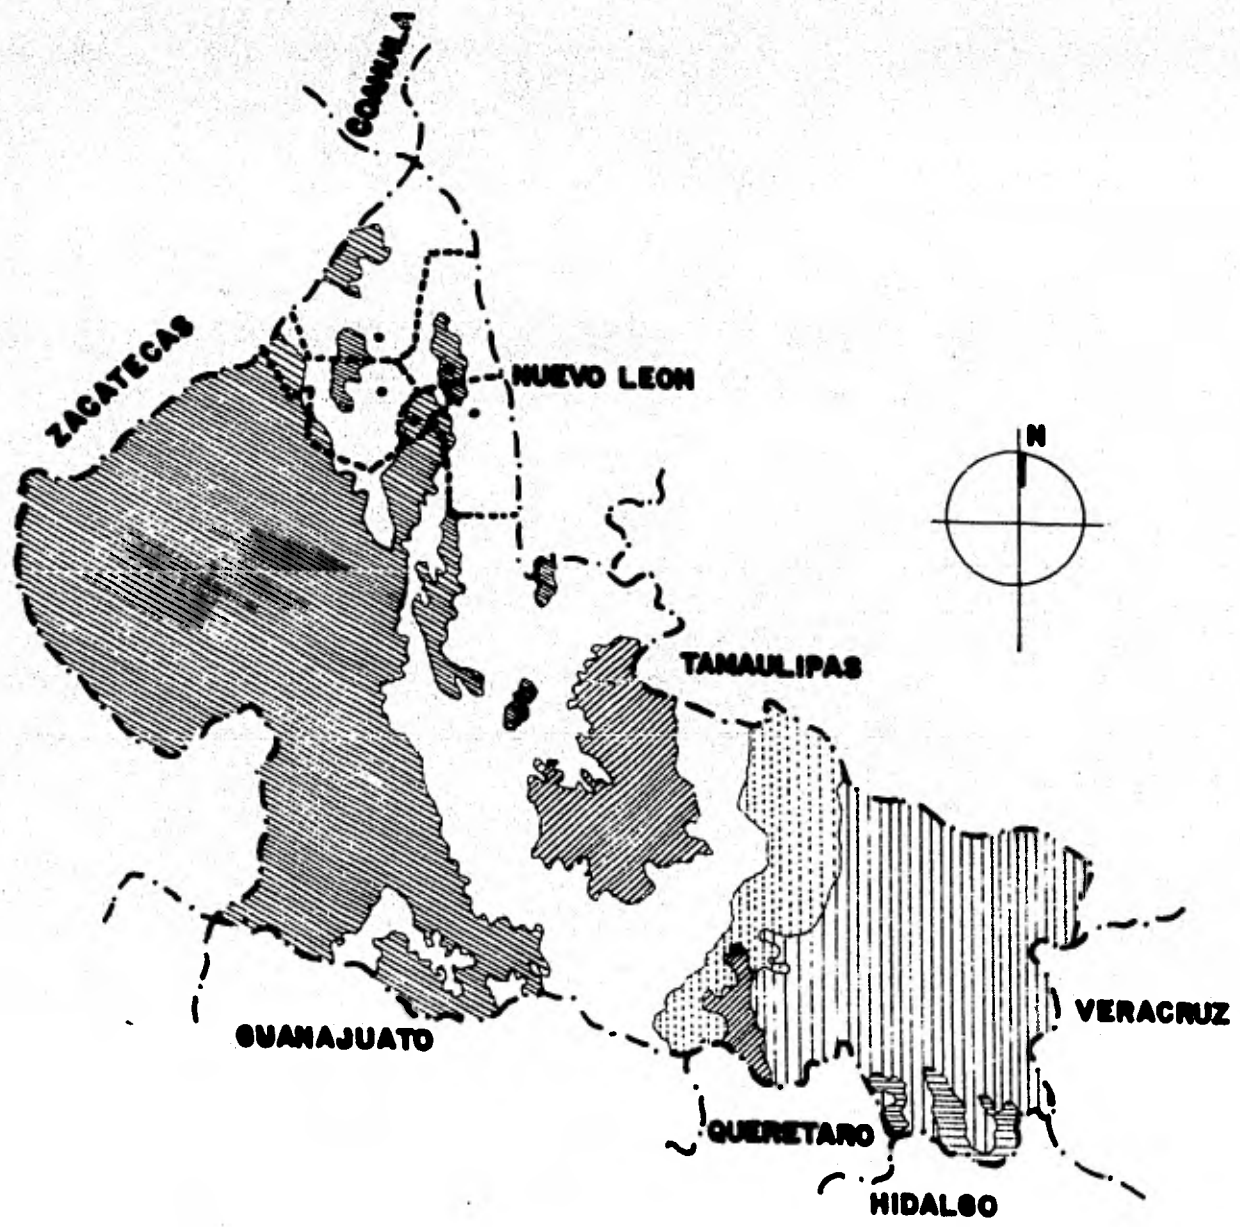 COAHUILA
ZACATECAS
NUEVO LEON
N
TAMAULIPAS
VERACRUZ
GUANAJUATO
QUERETARO
HIDALGO